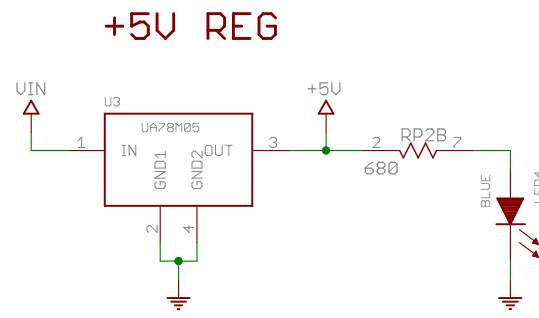 +5V REG
VIN
U3
+5V
UA78M05
1
IN
OUT
3
GND1
GND2
2
4
2
RP2B
7
680
BLUE